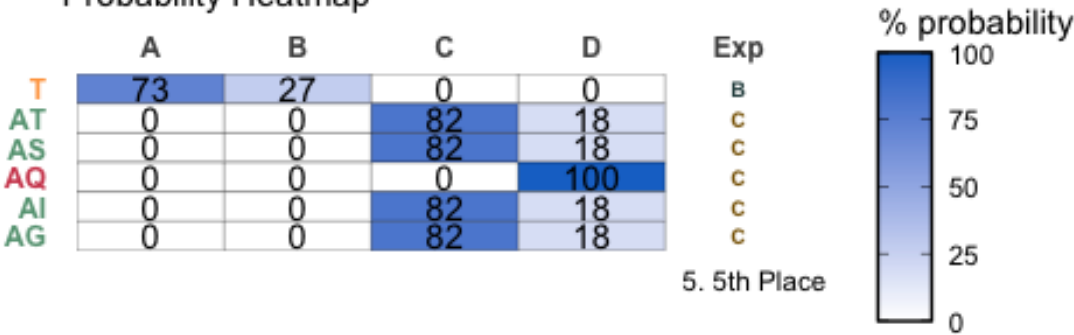 Probability Heatmap
% probability
A B C D Exp
T 73 27 0 0 B
AT 0 0 82 18 C
AS 0 0 82 18 C
AQ 0 0 0 100 C
AI 0 0 82 18 C
AG 0 0 82 18 C
5. 5th Place
100
75
50
25
0